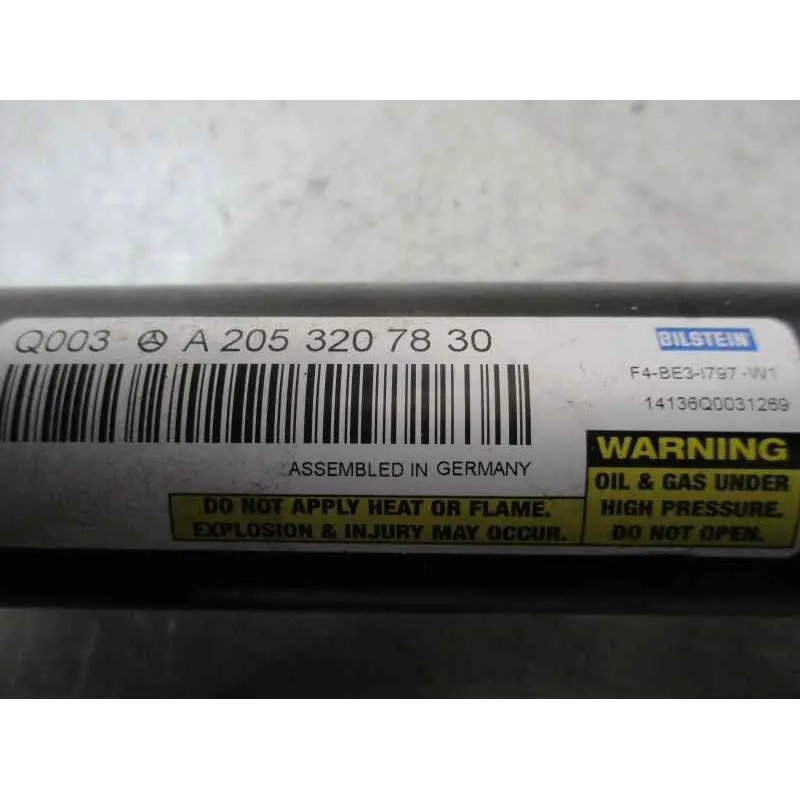 Q003 A 205 320 78 30
BILSTEIN
F4-BE3-I797-W1
14136Q0031269
ASSEMBLED IN GERMANY
WARNING
OIL & GAS UNDER
HIGH PRESSURE.
DO NOT OPEN.
DO NOT APPLY HEAT OR FLAME.
EXPLOSION & INJURY MAY OCCUR.